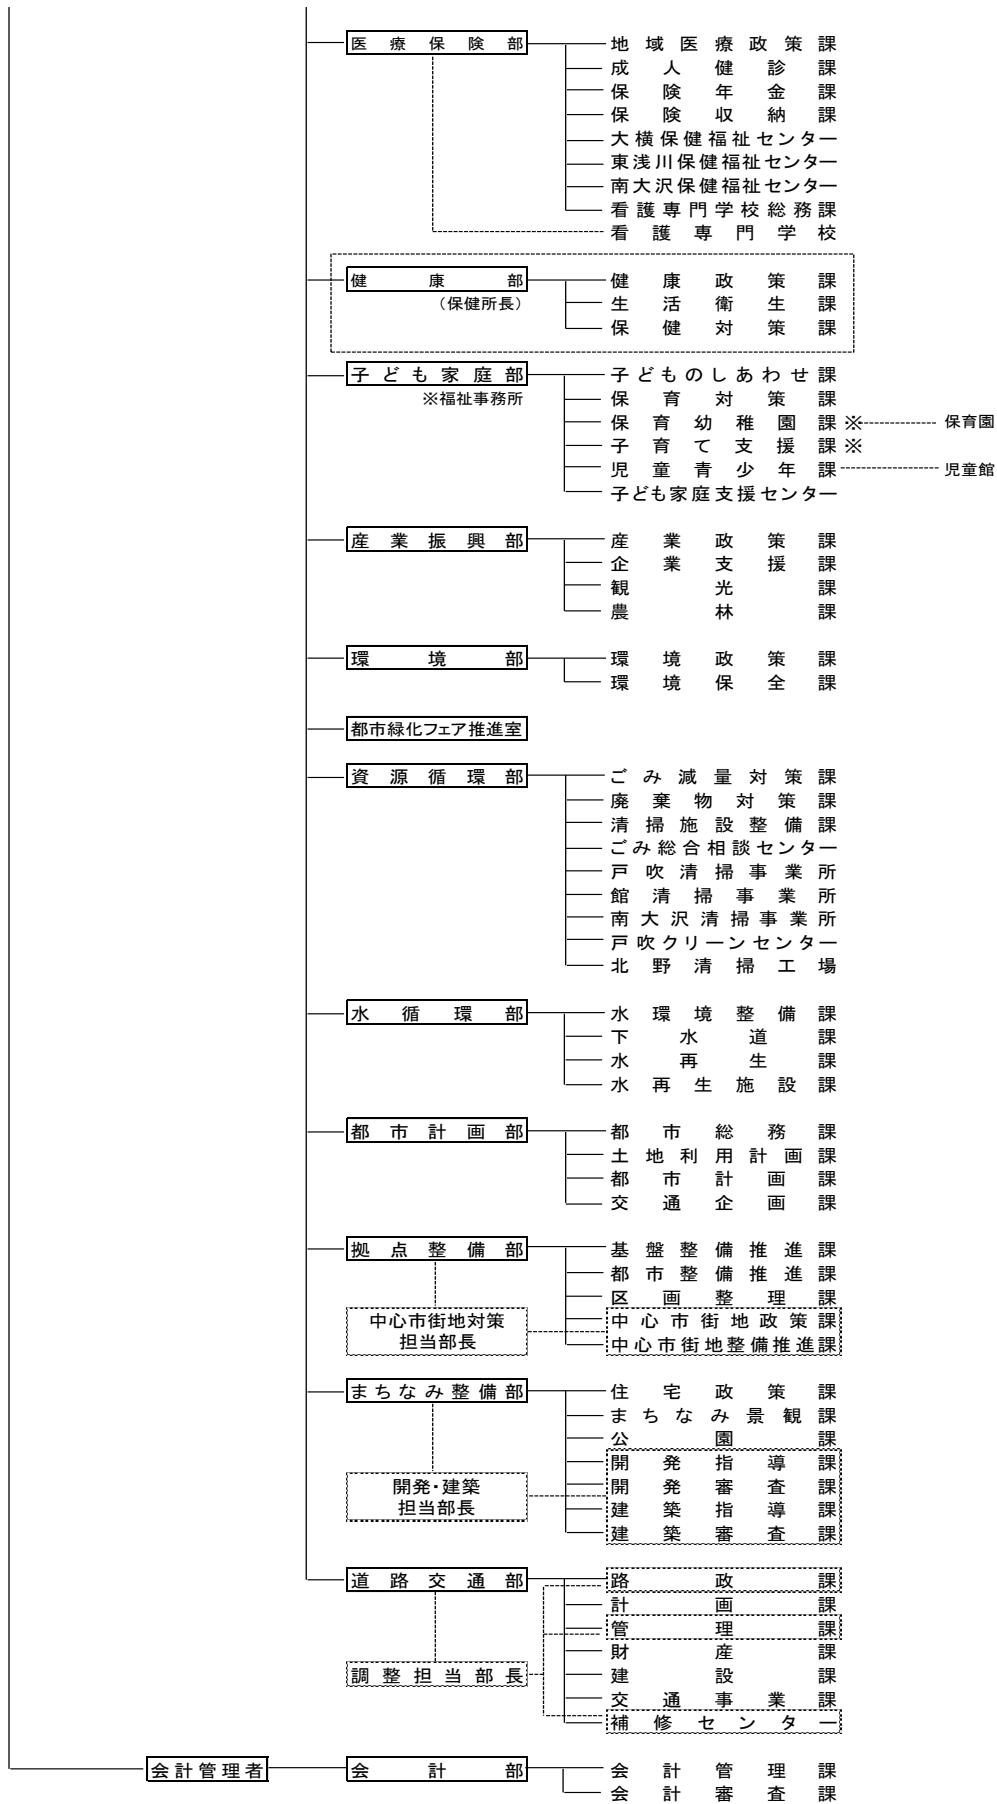 医療保険部 地域医療政策課
成人健診課
保険年金課
保険収納課
大横保健福祉センター
東浅川保健福祉センター
南大沢保健福祉センター
看護専門学校総務課
看護専門学校
健康部 健康政策課
(保健所長) 生活衛生課
保健対策課
子ども家庭部 子どものしあわせ課
※福祉事務所 保育対策課
保育幼稚園課※ 保育園
子育て支援課※
児童青少年課 児童館
子ども家庭支援センター
産業振興部 産業政策課
企業支援課
観光課
農林課
環境部 環境政策課
環境保全課
都市緑化フェア推進室
資源循環部 ごみ減量対策課
廃棄物対策課
清掃施設整備課
ごみ総合相談センター
戸吹清掃事業所
館清掃事業所
南大沢清掃事業所
戸吹クリーンセンター
北野清掃工場
水循環部 水環境整備課
下水道課
水再生課
水再生施設課
都市計画部 都市総務課
土地利用計画課
都市計画課
交通企画課
拠点整備部 基盤整備推進課
都市整備推進課
区画整理課
中心市街地対策 中心市街地政策課
担当部長 中心市街地整備推進課
まちなみ整備部 住宅政策課
まちなみ景観課
公園課
開発指導課
開発・建築 開発審査課
担当部長 建築指導課
建築審査課
道路交通部 路政課
計画課
管理課
財産課
調整担当部長 建設課
交通事業課
補修センター
会計管理者 会計部 会計管理課
会計審査課